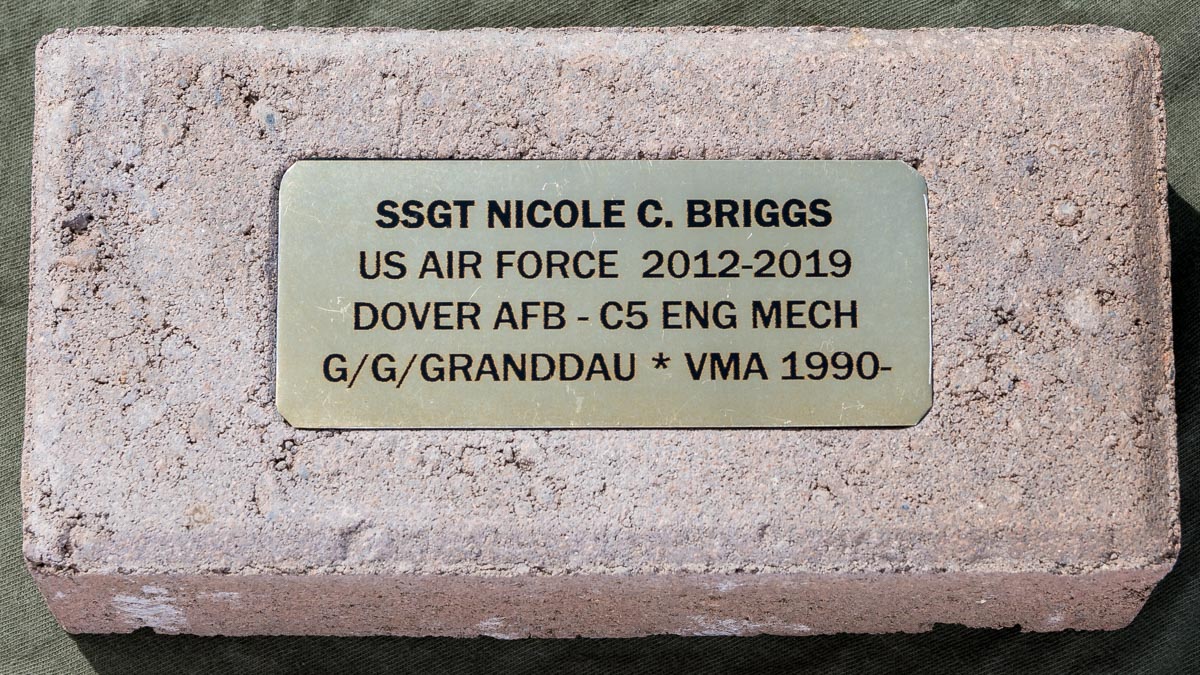 SSGT NICOLE C. BRIGGS
US AIR FORCE 2012-2019
DOVER AFB - C5 ENG MECH
G/G/GRANDDAU * VMA 1990-